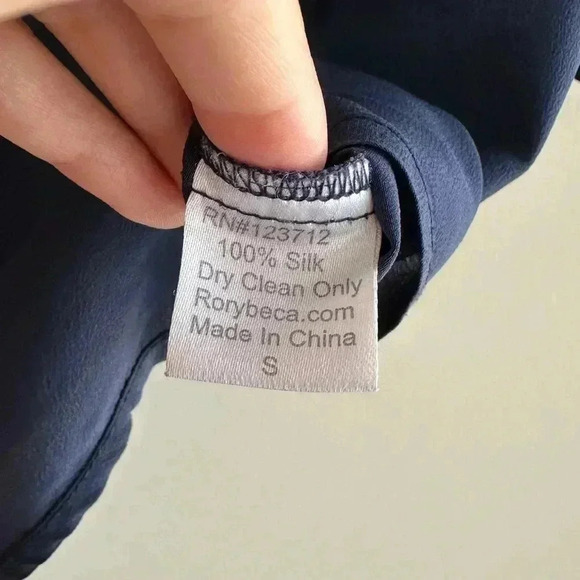 RN#123712
100% Silk
Dry Clean Only
Rorybeca.com
Made In China
S